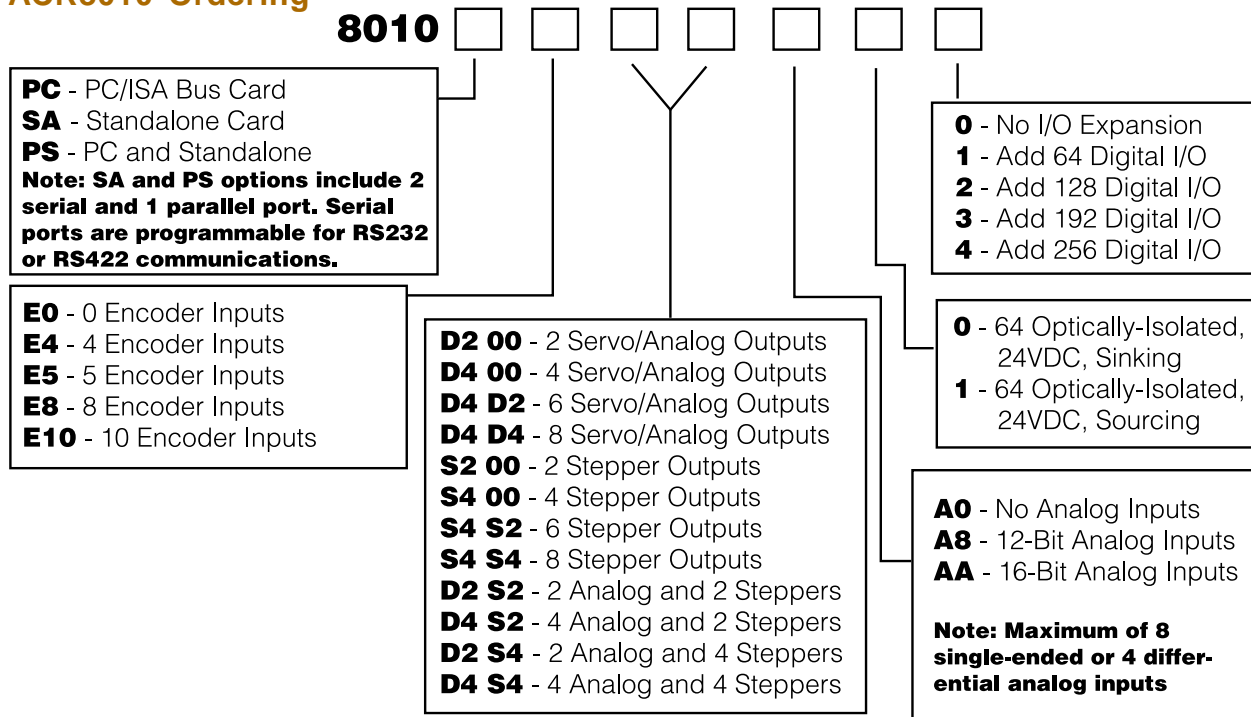 8010
PC - PC/ISA Bus Card
SA - Standalone Card
PS - PC and Standalone
Note: SA and PS options include 2
serial and 1 parallel port. Serial
ports are programmable for RS232
or RS422 communications.
E0 - 0 Encoder Inputs
E4 - 4 Encoder Inputs
E5 - 5 Encoder Inputs
E8 - 8 Encoder Inputs
E10 - 10 Encoder Inputs
D2 00 - 2 Servo/Analog Outputs
D4 00 - 4 Servo/Analog Outputs
D4 D2 - 6 Servo/Analog Outputs
D4 D4 - 8 Servo/Analog Outputs
S2 00 - 2 Stepper Outputs
S4 00 - 4 Stepper Outputs
S4 S2 - 6 Stepper Outputs
S4 S4 - 8 Stepper Outputs
D2 S2 - 2 Analog and 2 Steppers
D4 S2 - 4 Analog and 2 Steppers
D2 S4 - 2 Analog and 4 Steppers
D4 S4 - 4 Analog and 4 Steppers
0 - No I/O Expansion
1 - Add 64 Digital I/O
2 - Add 128 Digital I/O
3 - Add 192 Digital I/O
4 - Add 256 Digital I/O
0 - 64 Optically-Isolated,
24VDC, Sinking
1 - 64 Optically-Isolated,
24VDC, Sourcing
A0 - No Analog Inputs
A8 - 12-Bit Analog Inputs
AA - 16-Bit Analog Inputs
Note: Maximum of 8
single-ended or 4 differ-
ential analog inputs